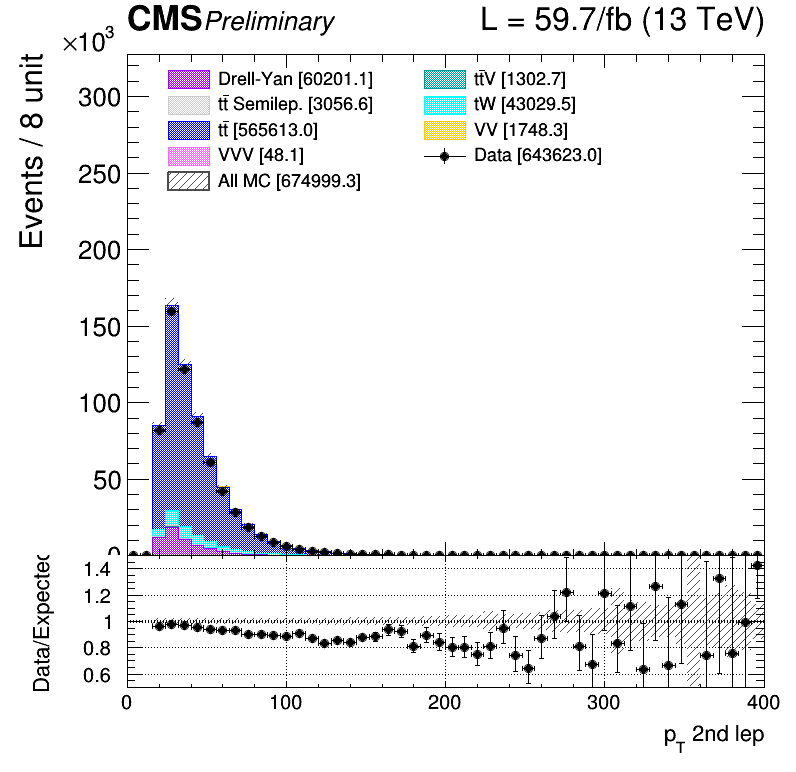 CMS Preliminary L = 59.7/fb (13 TeV)
×10³
Events / 8 unit
300
250
200
150
100
50
0
Drell-Yan [60201.1]
tt̄ Semilep. [3056.6]
tt̄ [565613.0]
VVV [48.1]
All MC [674999.3]
tt̄V [1302.7]
tW [43029.5]
VV [1748.3]
Data [643623.0]
Data/Expected
1.4
1.2
1
0.8
0.6
0 100 200 300 400
p_T 2nd lep